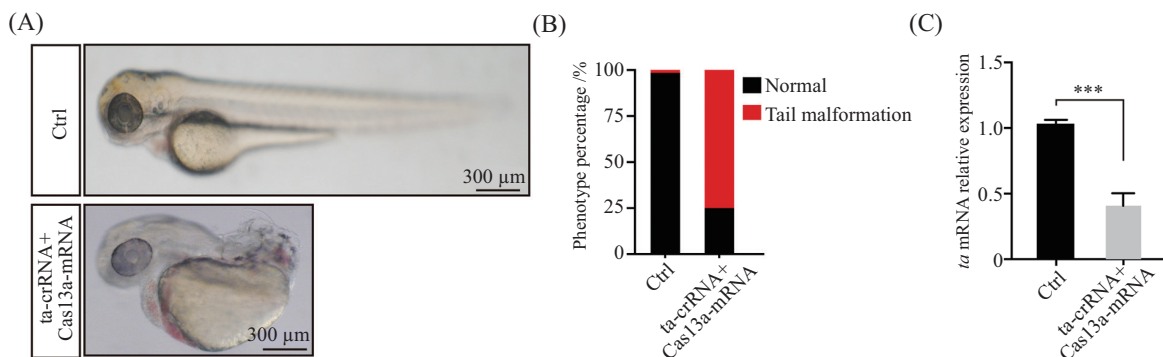 (A)
Ctrl
300 μm
ta-crRNA+
Cas13a-mRNA
300 μm
(B)
Phenotype percentage /%
100
75
50
25
0
Ctrl
ta-crRNA+
Cas13a-mRNA
Normal
Tail malformation
(C)
ta mRNA relative expression
1.5
1.0
0.5
0
***
Ctrl
ta-crRNA+
Cas13a-mRNA